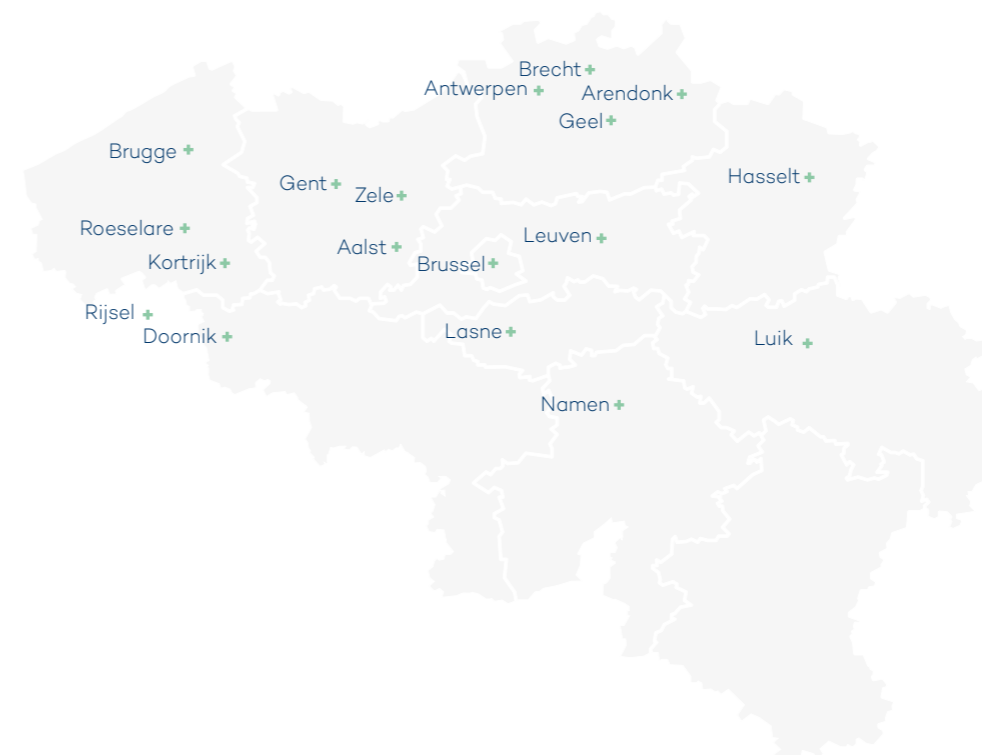 Brecht
Antwerpen
Arendonk
Geel
Brugge
Hasselt
Gent
Zele
Roeselare
Leuven
Aalst
Kortrijk
Brussel
Rijsel
Doornik
Lasne
Luik
Namen